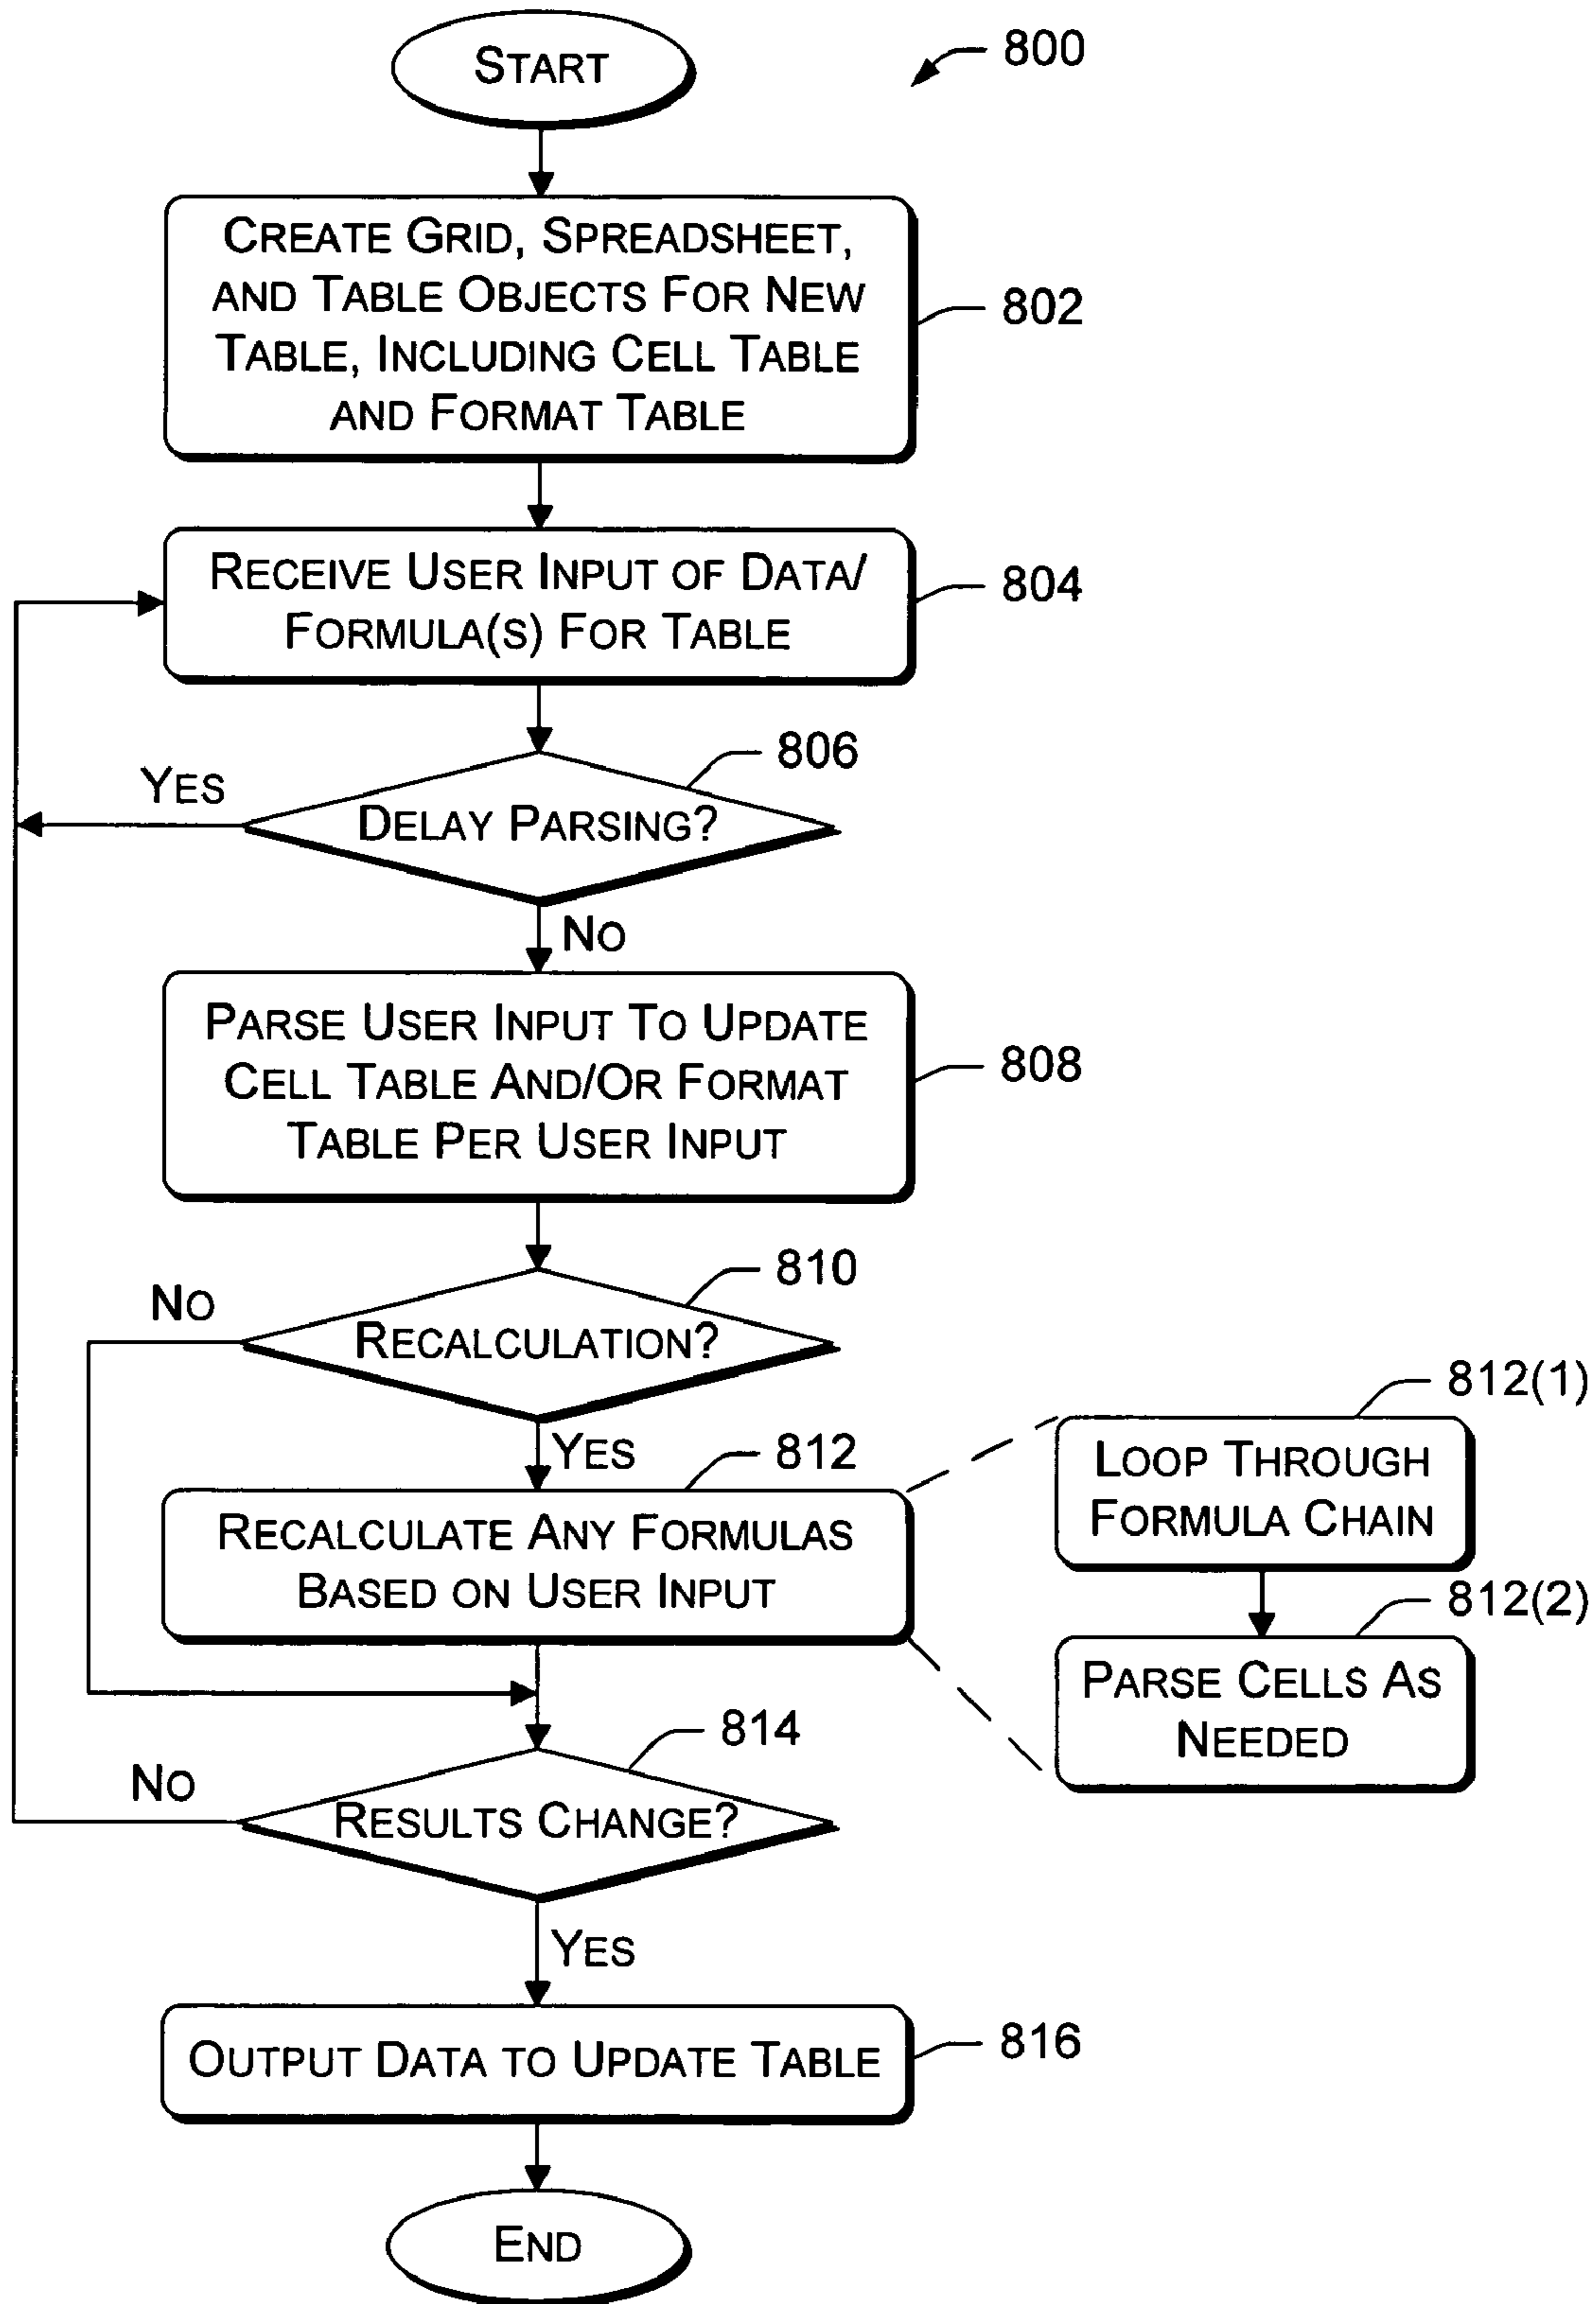 START
800
CREATE GRID, SPREADSHEET,
AND TABLE OBJECTS FOR NEW
TABLE, INCLUDING CELL TABLE
AND FORMAT TABLE
802
RECEIVE USER INPUT OF DATA/
FORMULA(S) FOR TABLE
804
806
YES
DELAY PARSING?
NO
PARSE USER INPUT TO UPDATE
CELL TABLE AND/OR FORMAT
TABLE PER USER INPUT
808
810
NO
RECALCULATION?
YES
812
RECALCULATE ANY FORMULAS
BASED ON USER INPUT
812(1)
LOOP THROUGH
FORMULA CHAIN
812(2)
PARSE CELLS AS
NEEDED
814
NO
RESULTS CHANGE?
YES
OUTPUT DATA TO UPDATE TABLE
816
END